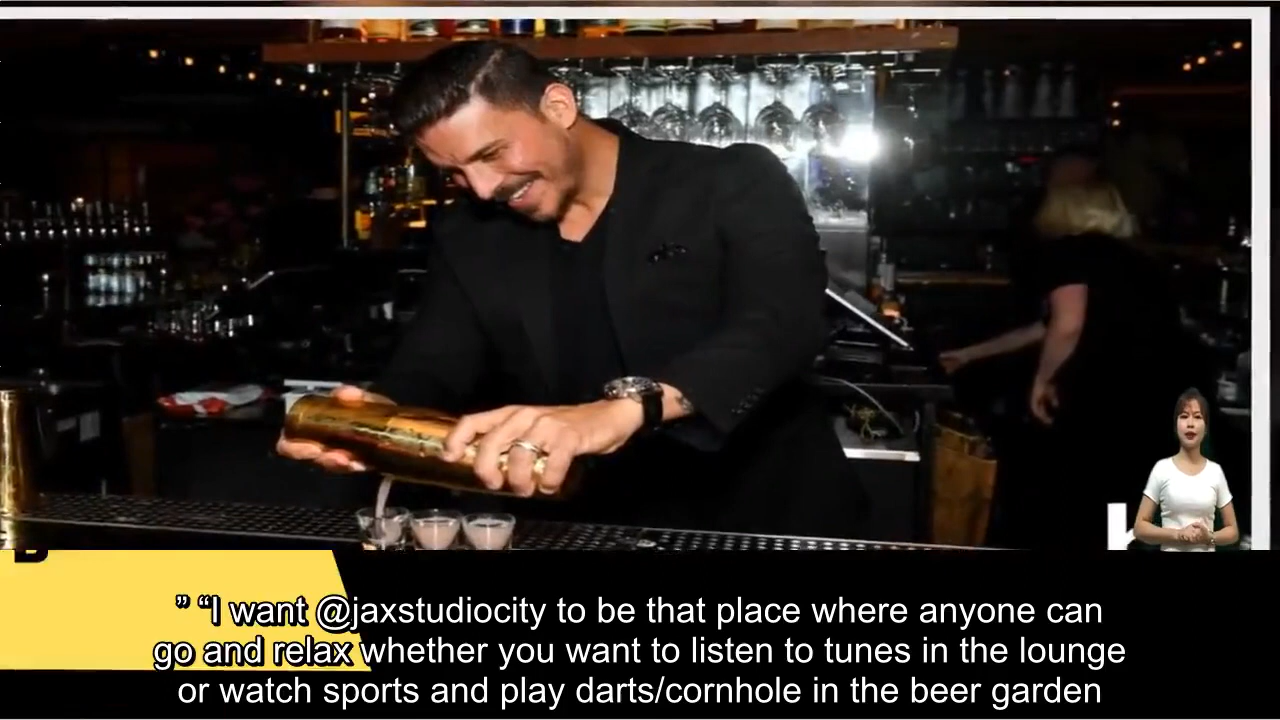 ” “I want @jaxstudiocity to be that place where anyone can
go and relax whether you want to listen to tunes in the lounge
or watch sports and play darts/cornhole in the beer garden